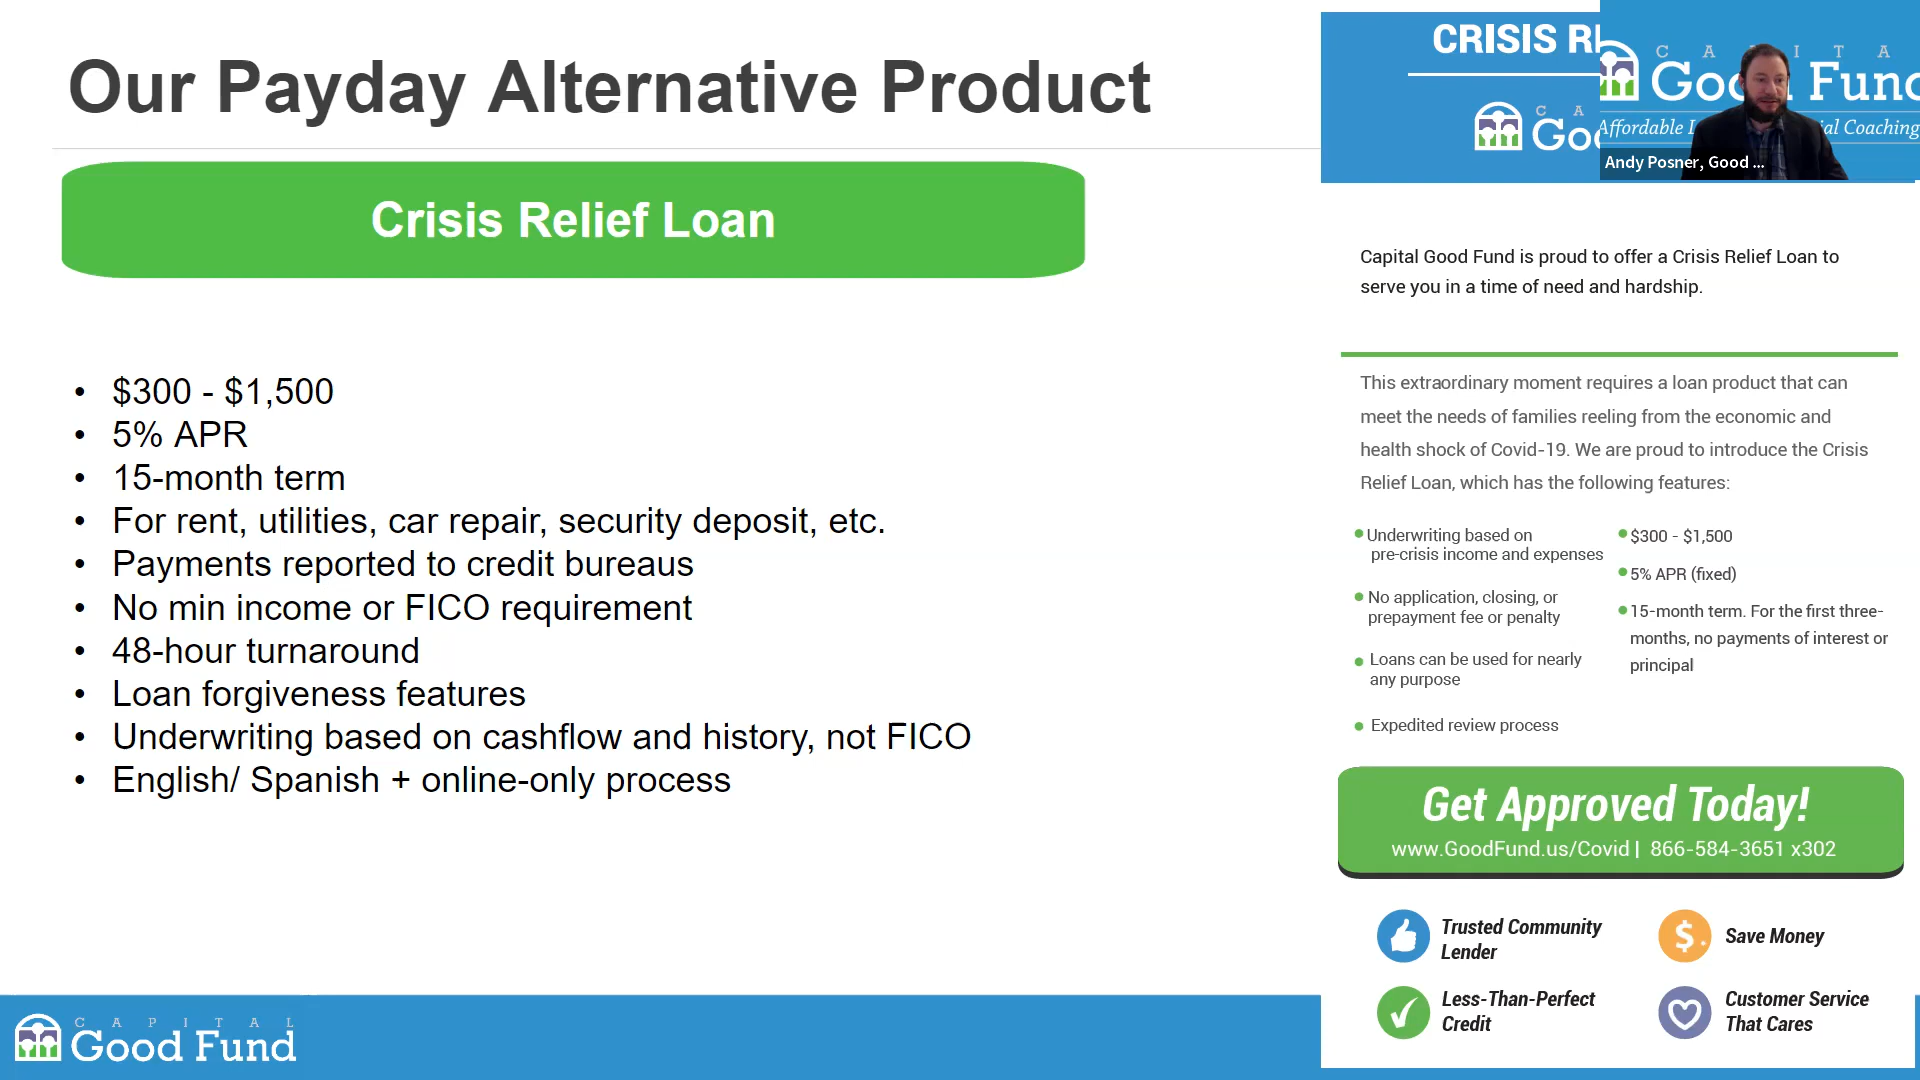 Our Payday Alternative Product
Crisis Relief Loan
• $300 - $1,500
• 5% APR
• 15-month term
• For rent, utilities, car repair, security deposit, etc.
• Payments reported to credit bureaus
• No min income or FICO requirement
• 48-hour turnaround
• Loan forgiveness features
• Underwriting based on cashflow and history, not FICO
• English/ Spanish + online-only process
CAPITAL
Good Fund
CRISIS
Andy Posner, Good ...
Capital Good Fund is proud to offer a Crisis Relief Loan to
serve you in a time of need and hardship.
This extraordinary moment requires a loan product that can
meet the needs of families reeling from the economic and
health shock of Covid-19. We are proud to introduce the Crisis
Relief Loan, which has the following features:
Underwriting based on
pre-crisis income and expenses
No application, closing, or
prepayment fee or penalty
Loans can be used for nearly
any purpose
Expedited review process
$300 - $1,500
5% APR (fixed)
15-month term. For the first three-
months, no payments of interest or
principal
Get Approved Today!
www.GoodFund.us/Covid | 866-584-3651 x302
Trusted Community
Lender
Save Money
Less-Than-Perfect
Credit
Customer Service
That Cares
Affordable
Coaching